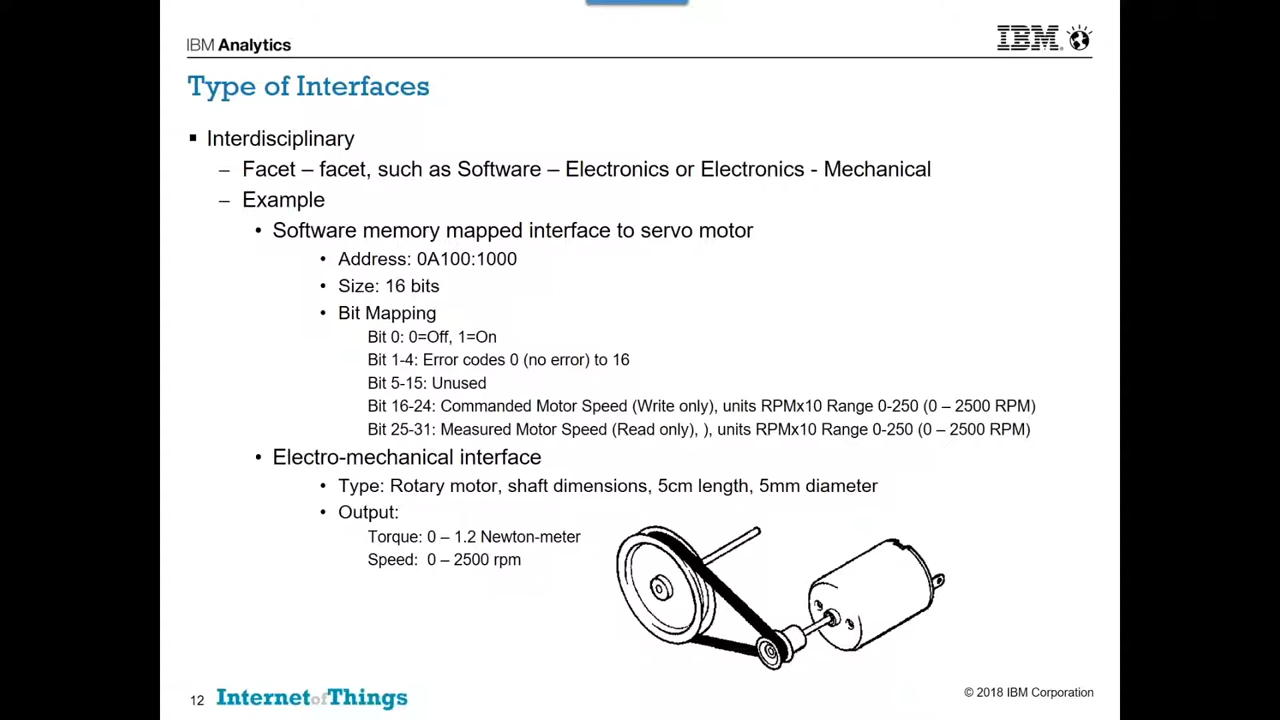 IBM Analytics
IBM
Type of Interfaces
▪ Interdisciplinary
– Facet – facet, such as Software – Electronics or Electronics - Mechanical
– Example
• Software memory mapped interface to servo motor
• Address: 0A100:1000
• Size: 16 bits
• Bit Mapping
Bit 0: 0=Off, 1=On
Bit 1-4: Error codes 0 (no error) to 16
Bit 5-15: Unused
Bit 16-24: Commanded Motor Speed (Write only), units RPMx10 Range 0-250 (0 – 2500 RPM)
Bit 25-31: Measured Motor Speed (Read only), ), units RPMx10 Range 0-250 (0 – 2500 RPM)
• Electro-mechanical interface
• Type: Rotary motor, shaft dimensions, 5cm length, 5mm diameter
• Output:
Torque: 0 – 1.2 Newton-meter
Speed: 0 – 2500 rpm
12 InternetofThings
© 2018 IBM Corporation